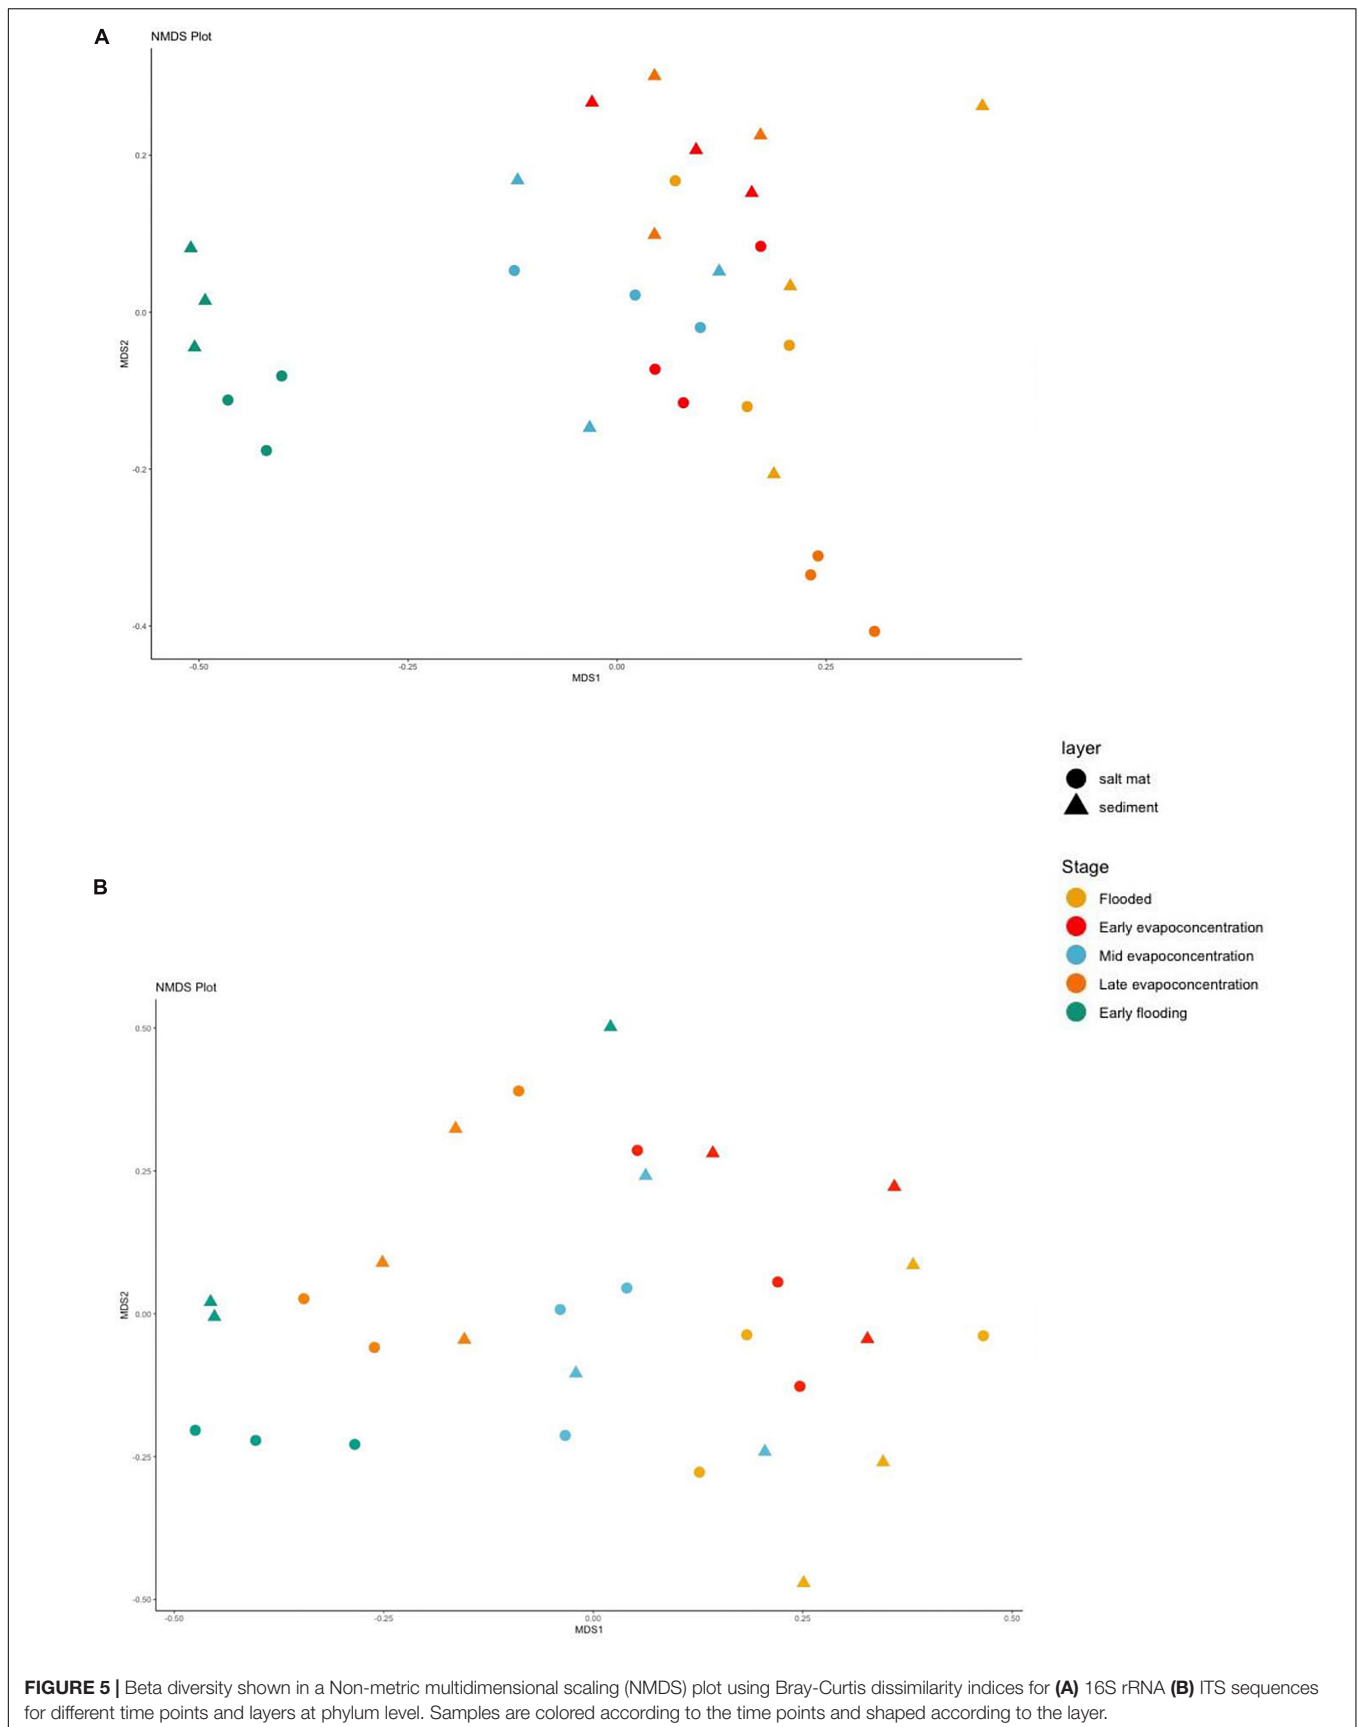 A
NMDS Plot
0.2
0.0
-0.2
-0.4
MDS2
-0.50
-0.25
0.00
0.25
MDS1
layer
salt mat
sediment
Stage
Flooded
Early evapoconcentration
Mid evapoconcentration
Late evapoconcentration
Early flooding
B
NMDS Plot
0.50
0.25
0.00
-0.25
-0.50
MDS2
-0.50
-0.25
0.00
0.25
0.50
MDS1
FIGURE 5 | Beta diversity shown in a Non-metric multidimensional scaling (NMDS) plot using Bray-Curtis dissimilarity indices for (A) 16S rRNA (B) ITS sequences
for different time points and layers at phylum level. Samples are colored according to the time points and shaped according to the layer.